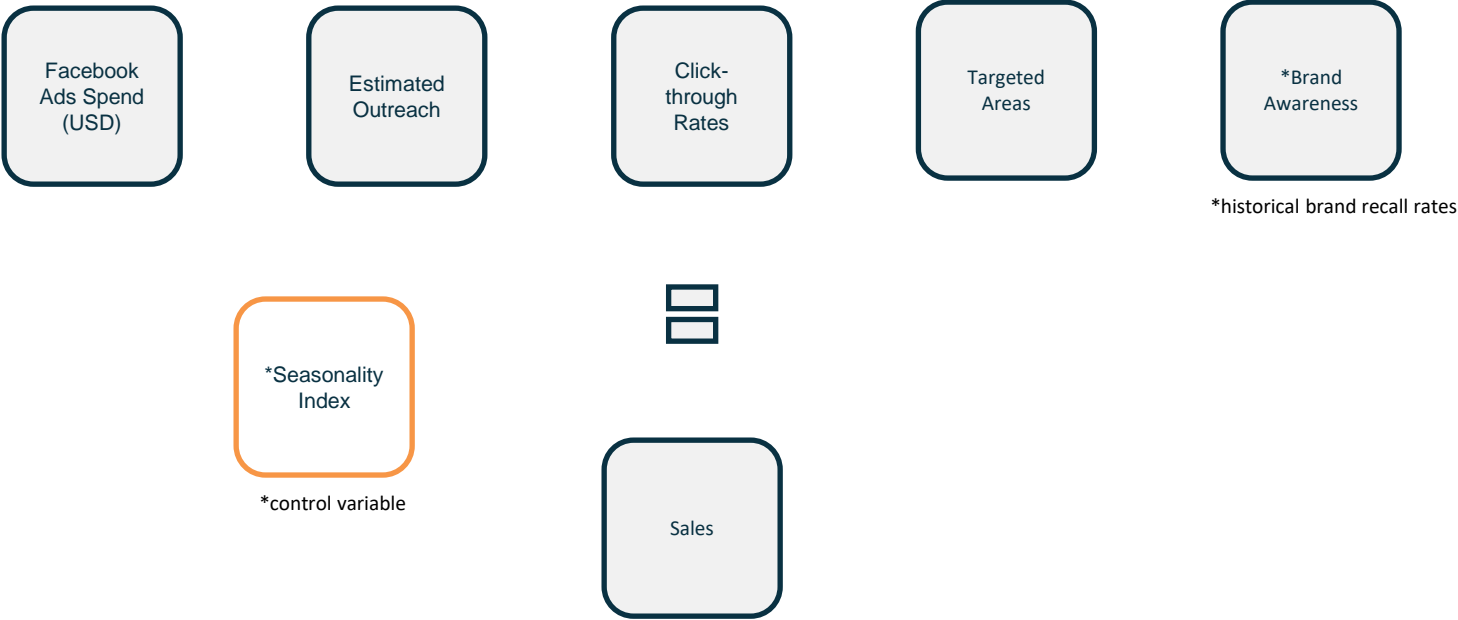 Facebook
Ads Spend
(USD)
Estimated
Outreach
Click-
through
Rates
Targeted
Areas
*Brand
Awareness
*historical brand recall rates
*Seasonality
Index
*control variable
Sales